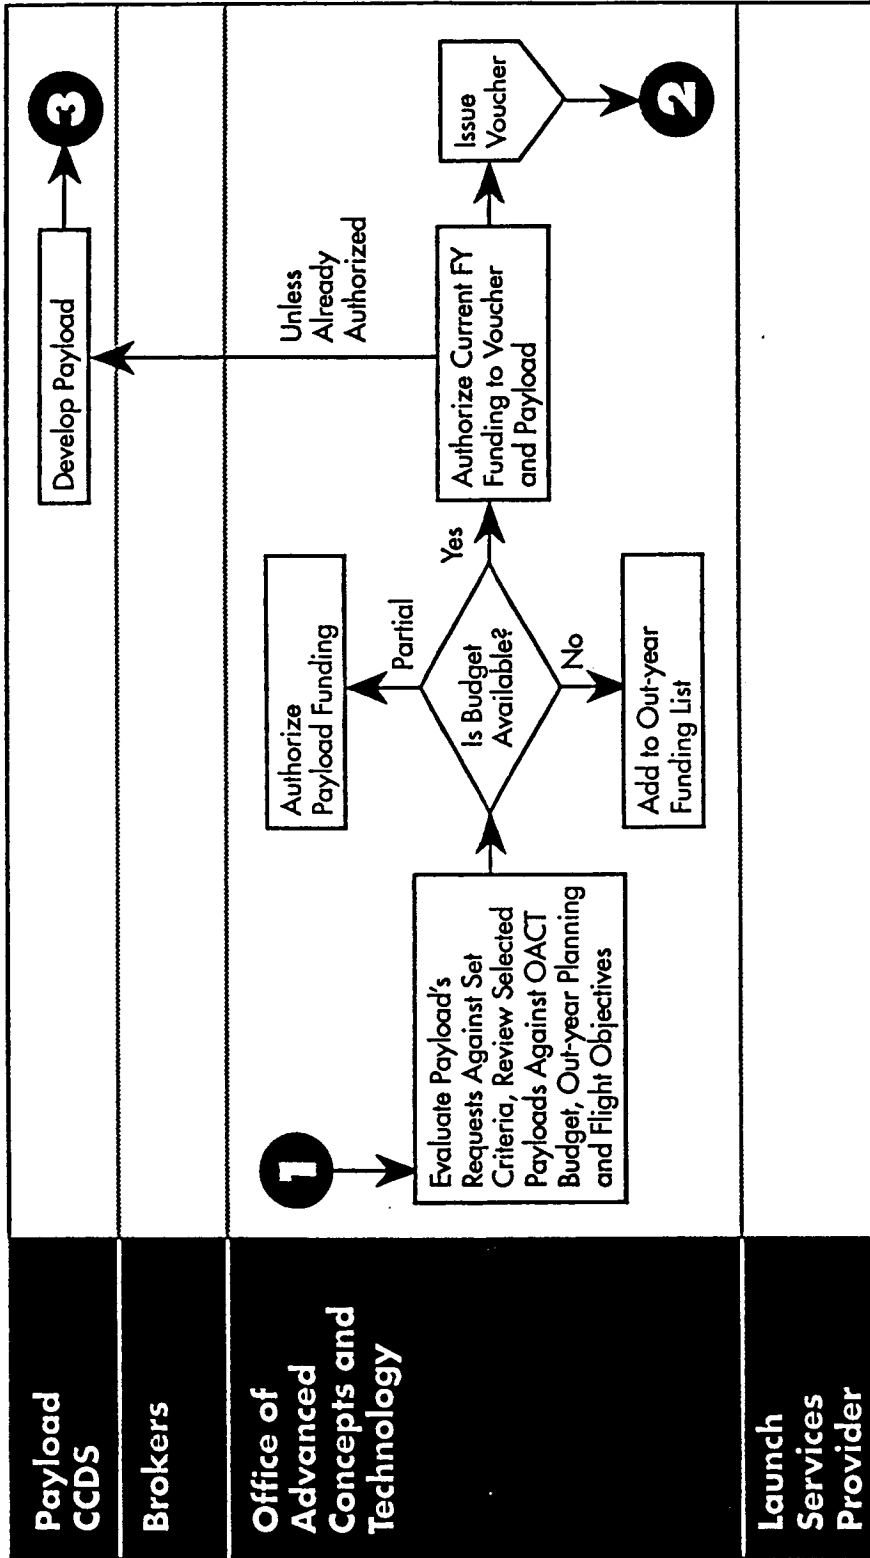 Payload
CCDS
Brokers
Office of
Advanced
Concepts and
Technology
Launch
Services
Provider
1
Evaluate Payload's
Requests Against Set
Criteria, Review Selected
Payloads Against OACT
Budget, Out-year Planning
and Flight Objectives
Is Budget
Available?
Partial
Authorize
Payload Funding
No
Add to Out-year
Funding List
Yes
Authorize Current FY
Funding to Voucher
and Payload
Unless
Already
Authorized
Develop Payload
3
Issue
Voucher
2